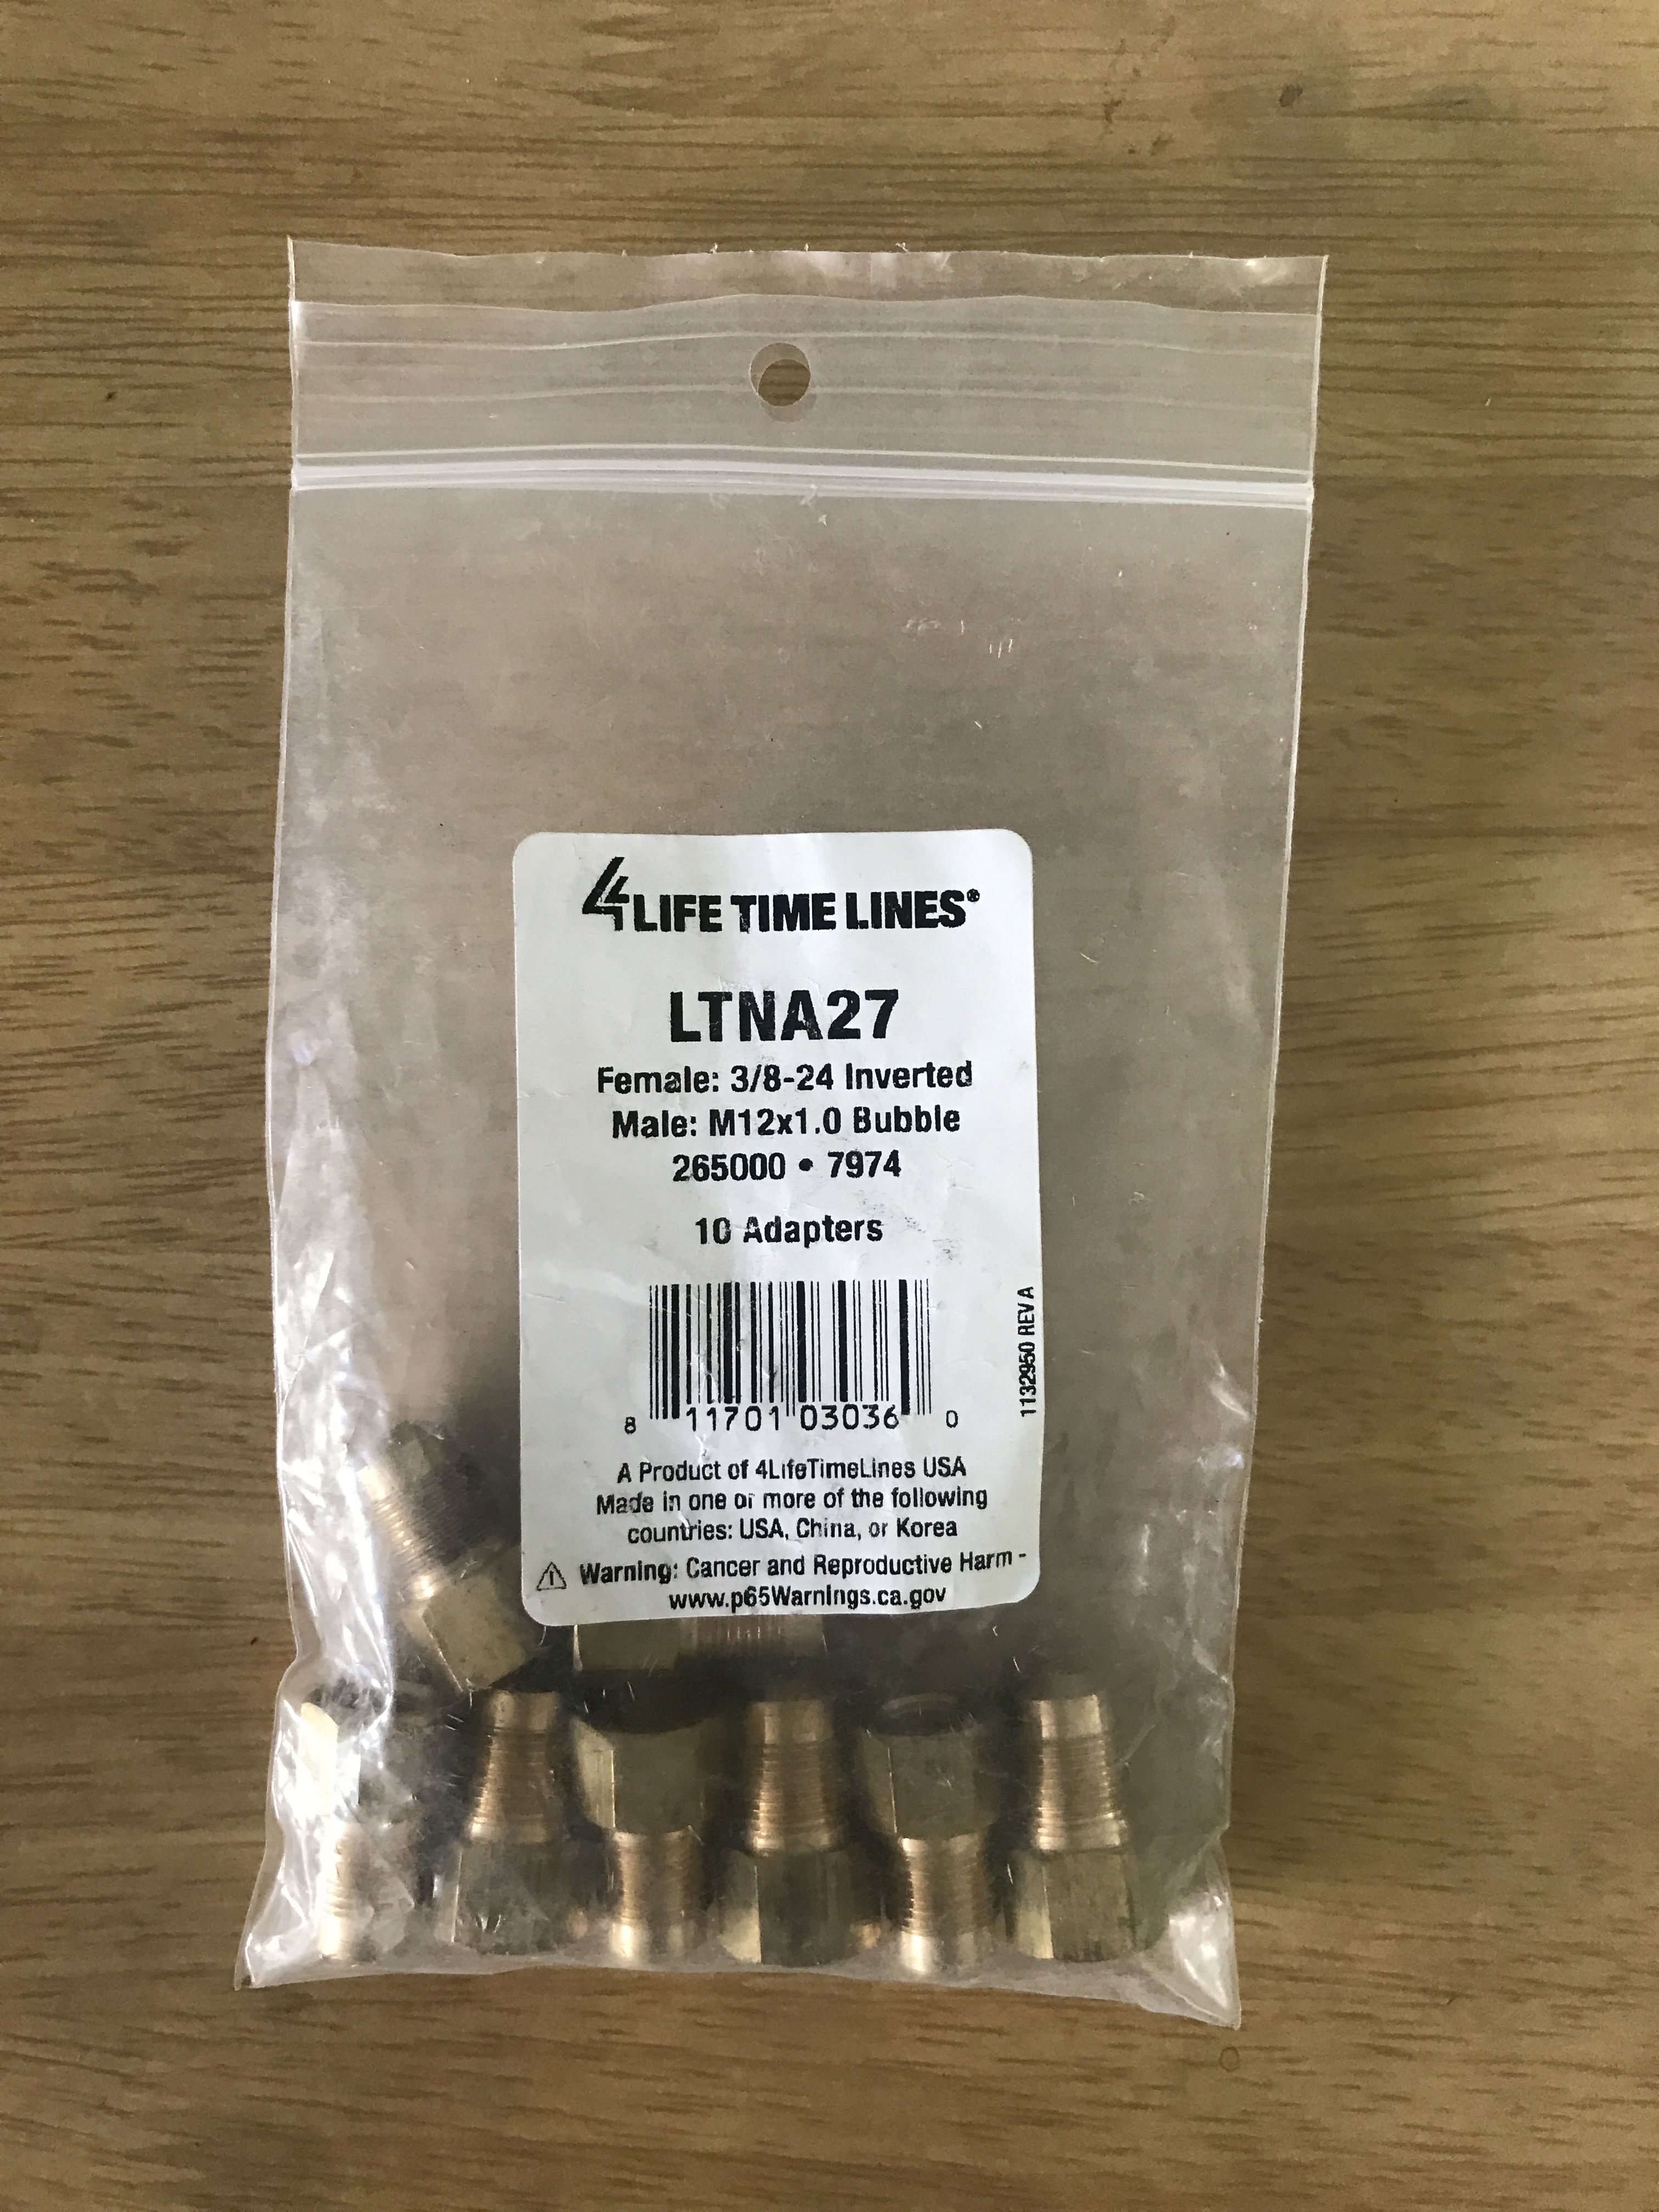 4LIFE TIME LINES®
LTNA27
Female: 3/8-24 Inverted
Male: M12x1.0 Bubble
265000 • 7974
10 Adapters
8 11701 03036 0
1132950 REV A
A Product of 4LifeTimeLines USA
Made in one or more of the following
countries: USA, China, or Korea
⚠ Warning: Cancer and Reproductive Harm -
www.p65Warnings.ca.gov